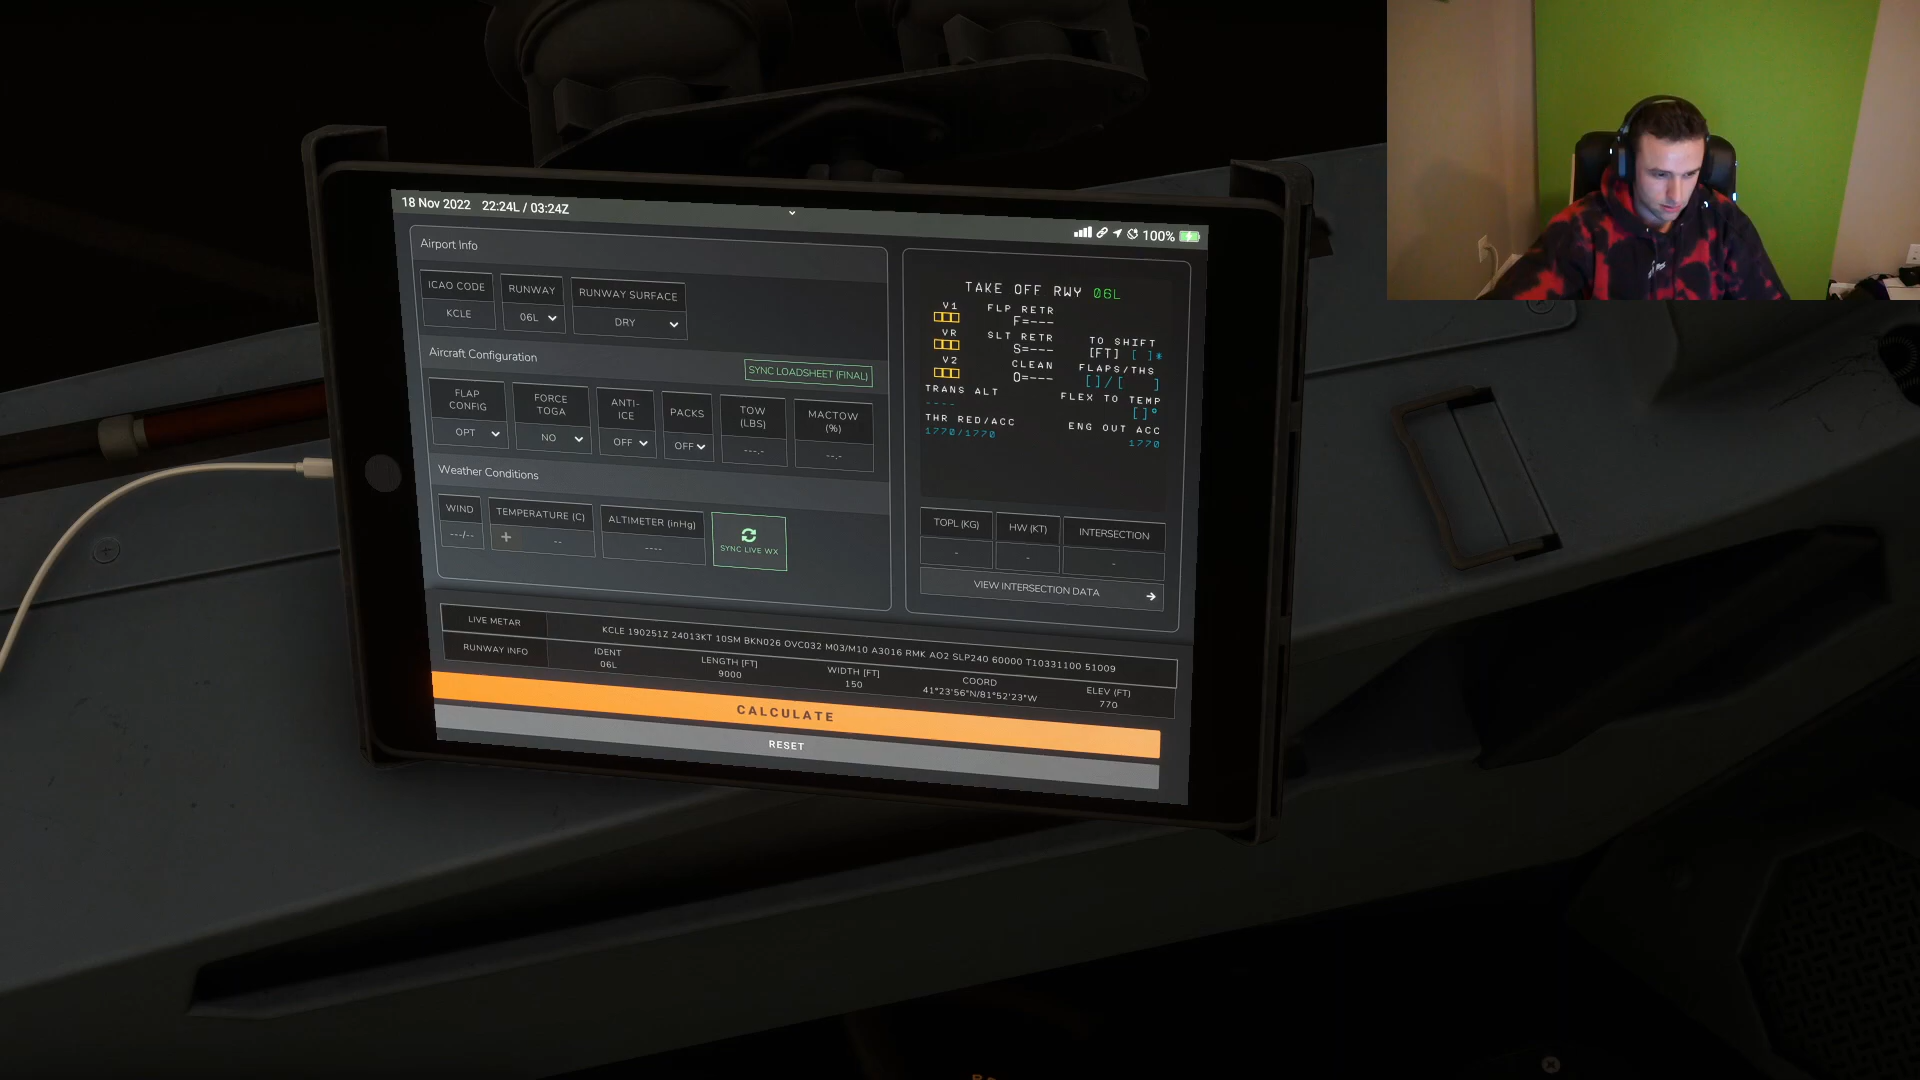 18 Nov 2022 22:24L / 03:24Z
100%
Airport Info
ICAO CODE RUNWAY RUNWAY SURFACE
KCLE 06L DRY
Aircraft Configuration
SYNC LOADSHEET (FINAL)
FLAP CONFIG FORCE TOGA ANTI-ICE PACKS TOW (LBS) MACTOW (%)
OPT NO OFF OFF ---.- --.-
Weather Conditions
WIND TEMPERATURE (C) ALTIMETER (inHg)
---/-- + -- ----
SYNC LIVE WX
TAKE OFF RWY 06L
V1 FLP RETR
F=---
VR SLT RETR TO SHIFT
S=--- [FT] [ ]*
V2 CLEAN FLAPS/THS
O=--- []/[ ]
TRANS ALT FLEX TO TEMP
---- []°
THR RED/ACC ENG OUT ACC
1770/1770 1770
TOPL (KG) HW (KT) INTERSECTION
- - -
VIEW INTERSECTION DATA
LIVE METAR KCLE 190251Z 24013KT 10SM BKN026 OVC032 M03/M10 A3016 RMK AO2 SLP240 60000 T10331100 51009
RUNWAY INFO IDENT LENGTH [FT] WIDTH [FT] COORD ELEV (FT)
06L 9000 150 41°23'56"N/81°52'23"W 770
CALCULATE
RESET